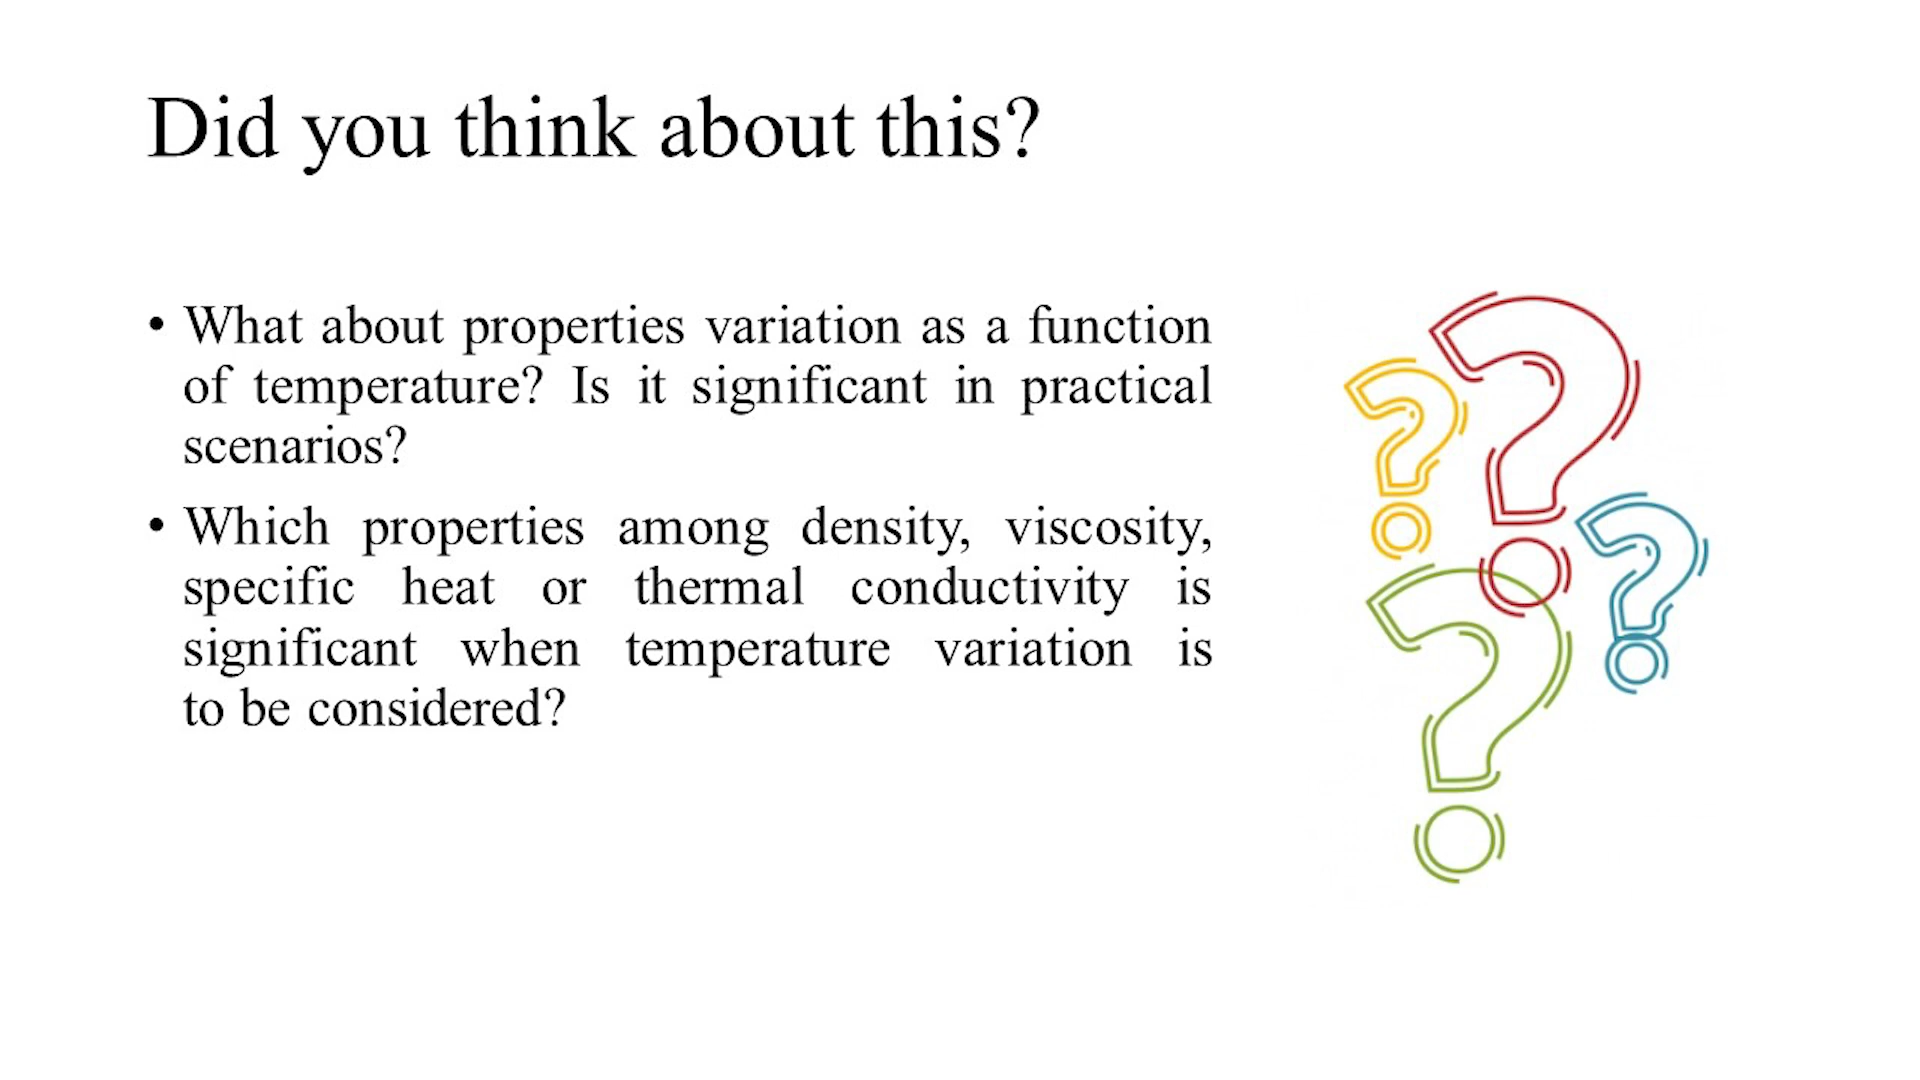 Did you think about this?
• What about properties variation as a function
of temperature? Is it significant in practical
scenarios?
• Which properties among density, viscosity,
specific heat or thermal conductivity is
significant when temperature variation is
to be considered?